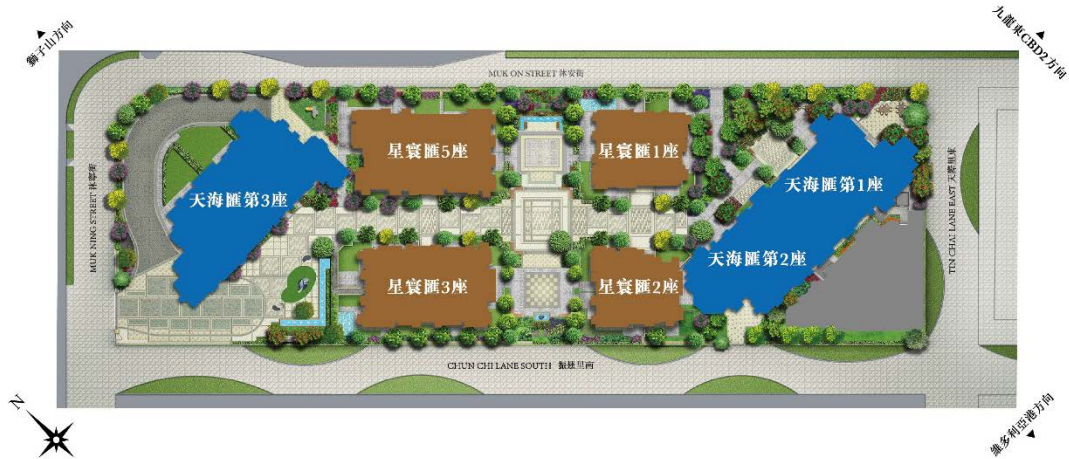 獅子山方向
九龍東CBD2方向
MUK ON STREET 沐安街
星寰匯5座
星寰匯1座
天海匯第3座
天海匯第1座
MUK NING STREET 沐寧街
TIN CHAI LANE EAST 天齊里東
天海匯第2座
星寰匯3座
星寰匯2座
CHUN CHI LANE SOUTH 振馳里南
N
維多利亞港方向